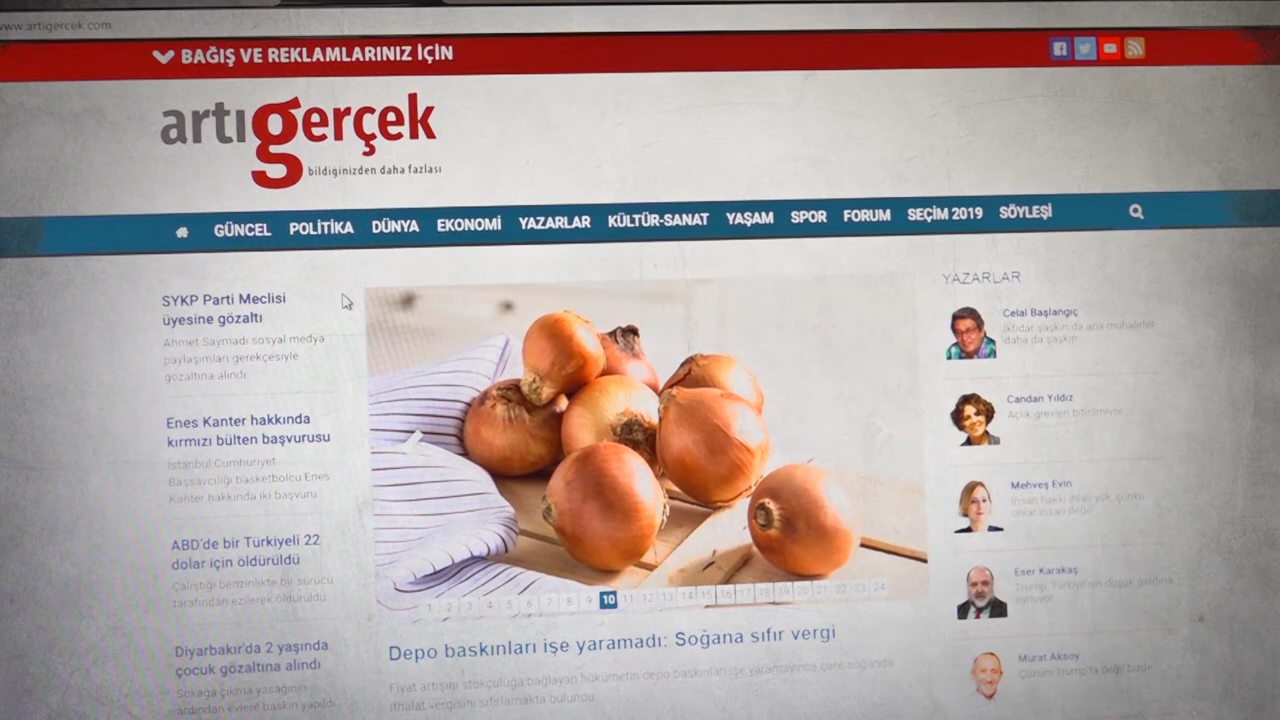 www.artigercek.com
BAĞIŞ VE REKLAMLARINIZ İÇİN
artıgerçek
bildiğinizden daha fazlası
GÜNCEL POLİTİKA DÜNYA EKONOMİ YAZARLAR KÜLTÜR-SANAT YAŞAM SPOR FORUM SEÇİM 2019 SÖYLEŞİ
SYKP Parti Meclisi
üyesine gözaltı
Ahmet Saymadı sosyal medya
paylaşımları gerekçesiyle
gözaltına alındı
Enes Kanter hakkında
kırmızı bülten başvurusu
İstanbul Cumhuriyet
Başsavcılığı basketbolcu Enes
Kanter hakkında iki başvuru
ABD'de bir Türkiyeli 22
dolar için öldürüldü
Çalıştığı benzinlikte bir sürücü
tarafından ezilerek öldürüldü
Diyarbakır'da 2 yaşında
çocuk gözaltına alındı
Sokağa çıkma yasağının
ardından evlere baskın yapıldı
1 2 3 4 5 6 7 8 9 10 11 12 13 14 15 16 17 18 19 20 21 22 23 24
Depo baskınları işe yaramadı: Soğana sıfır vergi
Fiyat artışını stokçuluğa bağlayan hükümetin depo baskınları işe yaramayınca çare soğanda
ithalat vergisini sıfırlamakta bulundu
YAZARLAR
Celal Başlangıç
İktidar şaşkın da ana muhalefet
daha da şaşkın
Candan Yıldız
Açlık grevleri bitirilmiyor
Mehveş Evin
İnsan hakkı ihlali yok, çünkü
onlar insan değil!
Eser Karakaş
Trump, Türkiye'nin düşük gardına
oynuyor
Murat Aksoy
Çözüm Trump'ta değil bizde